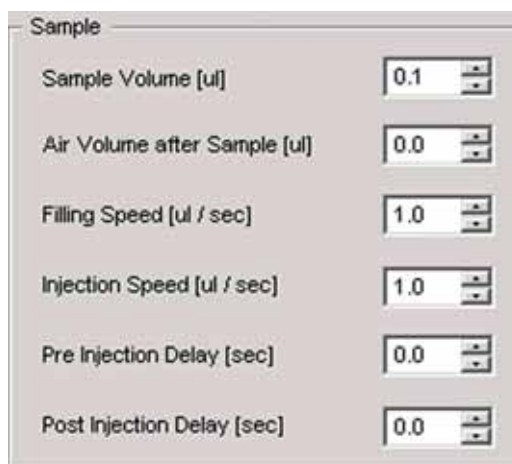 Sample
Sample Volume [ul] 0.1
Air Volume after Sample [ul] 0.0
Filling Speed [ul / sec] 1.0
Injection Speed [ul / sec] 1.0
Pre Injection Delay [sec] 0.0
Post Injection Delay [sec] 0.0